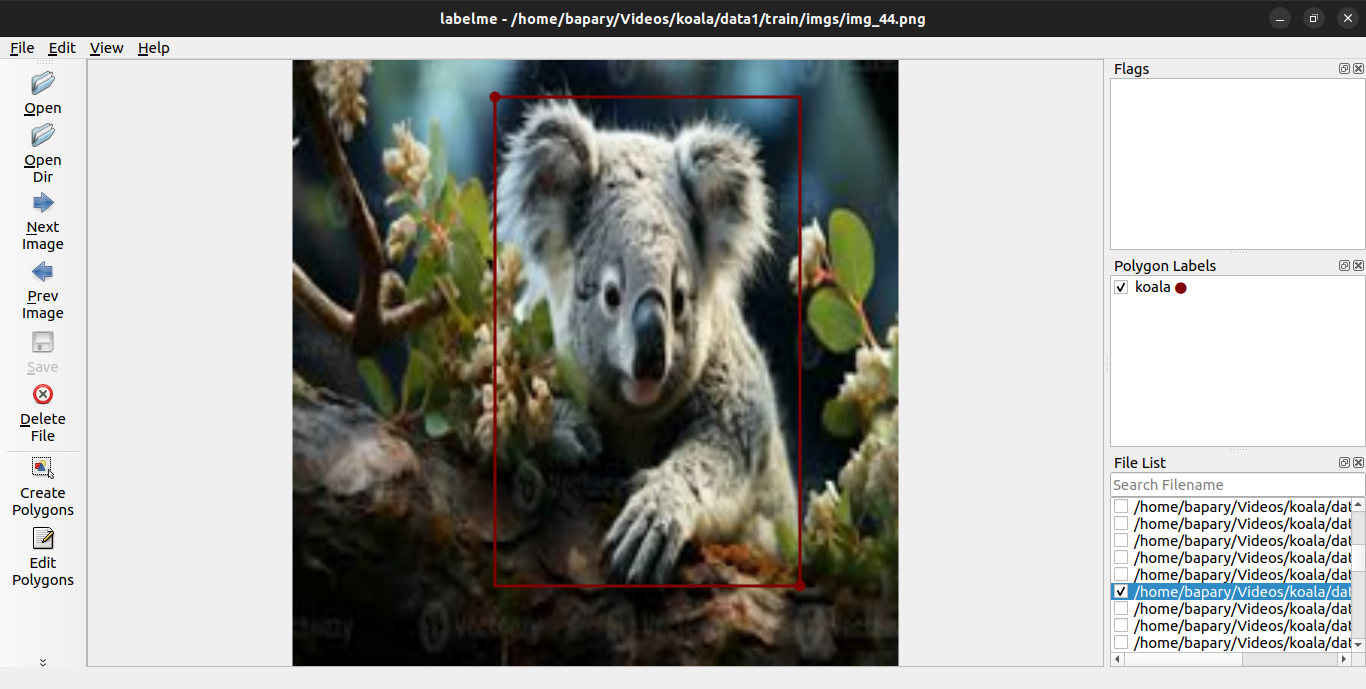 labelme - /home/bapary/Videos/koala/data1/train/imgs/img_44.png
File Edit View Help
Open
Open
Dir
Next
Image
Prev
Image
Save
Delete
File
Create
Polygons
Edit
Polygons
Flags
Polygon Labels
koala
File List
Search Filename
/home/bapary/Videos/koala/dat
/home/bapary/Videos/koala/dat
/home/bapary/Videos/koala/dat
/home/bapary/Videos/koala/dat
/home/bapary/Videos/koala/dat
/home/bapary/Videos/koala/dat
/home/bapary/Videos/koala/dat
/home/bapary/Videos/koala/dat
/home/bapary/Videos/koala/dat